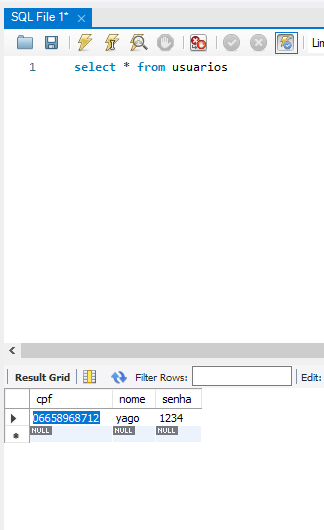 SQL File 1*
Lim
1 select * from usuarios
Result Grid Filter Rows: Edit:
cpf nome senha
06658968712 yago 1234
NULL NULL NULL